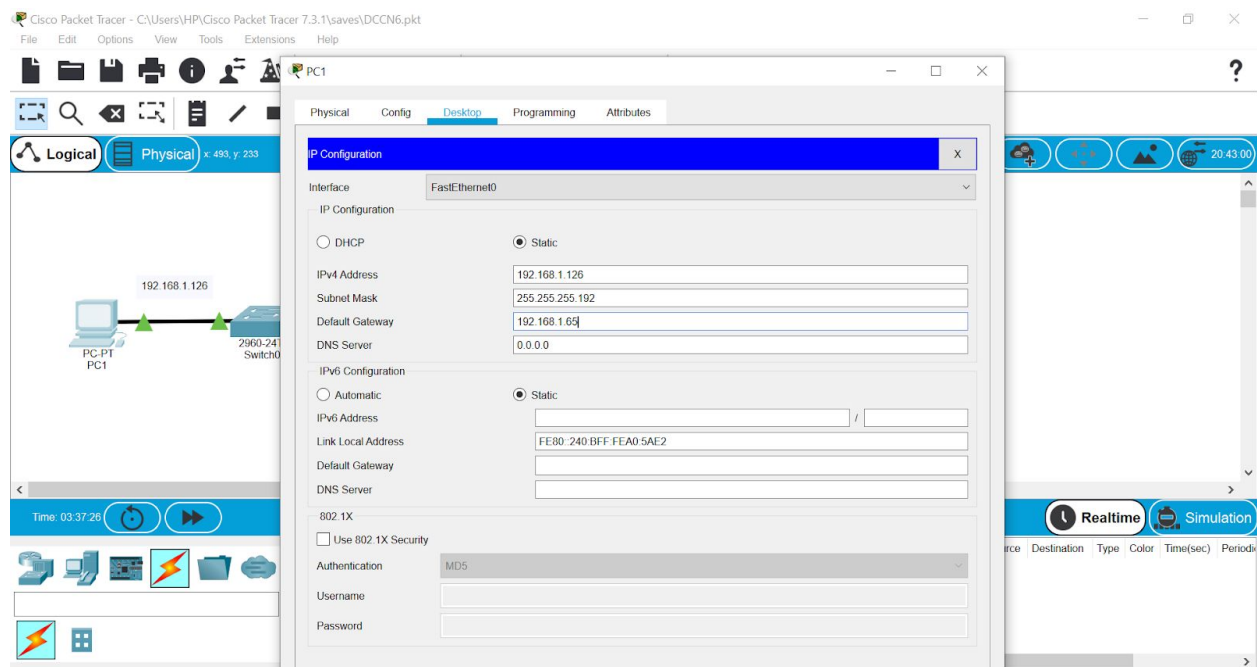 Cisco Packet Tracer - C:\Users\HP\Cisco Packet Tracer 7.3.1\saves\DCCN6.pkt
File Edit Options View Tools Extensions Help
PC1
?
Physical Config Desktop Programming Attributes
Logical Physical x: 493, y: 233
20:43:00
IP Configuration X
Interface FastEthernet0
IP Configuration
DHCP Static
IPv4 Address 192.168.1.126
Subnet Mask 255.255.255.192
Default Gateway 192.168.1.65
DNS Server 0.0.0.0
IPv6 Configuration
Automatic Static
IPv6 Address /
Link Local Address FE80::240:BFF:FEA0:5AE2
Default Gateway
DNS Server
802.1X
Use 802.1X Security
Authentication MD5
Username
Password
192.168.1.126
PC-PT
PC1
2960-24T
Switch0
Time: 03:37:26
Realtime Simulation
rce Destination Type Color Time(sec) Periodi